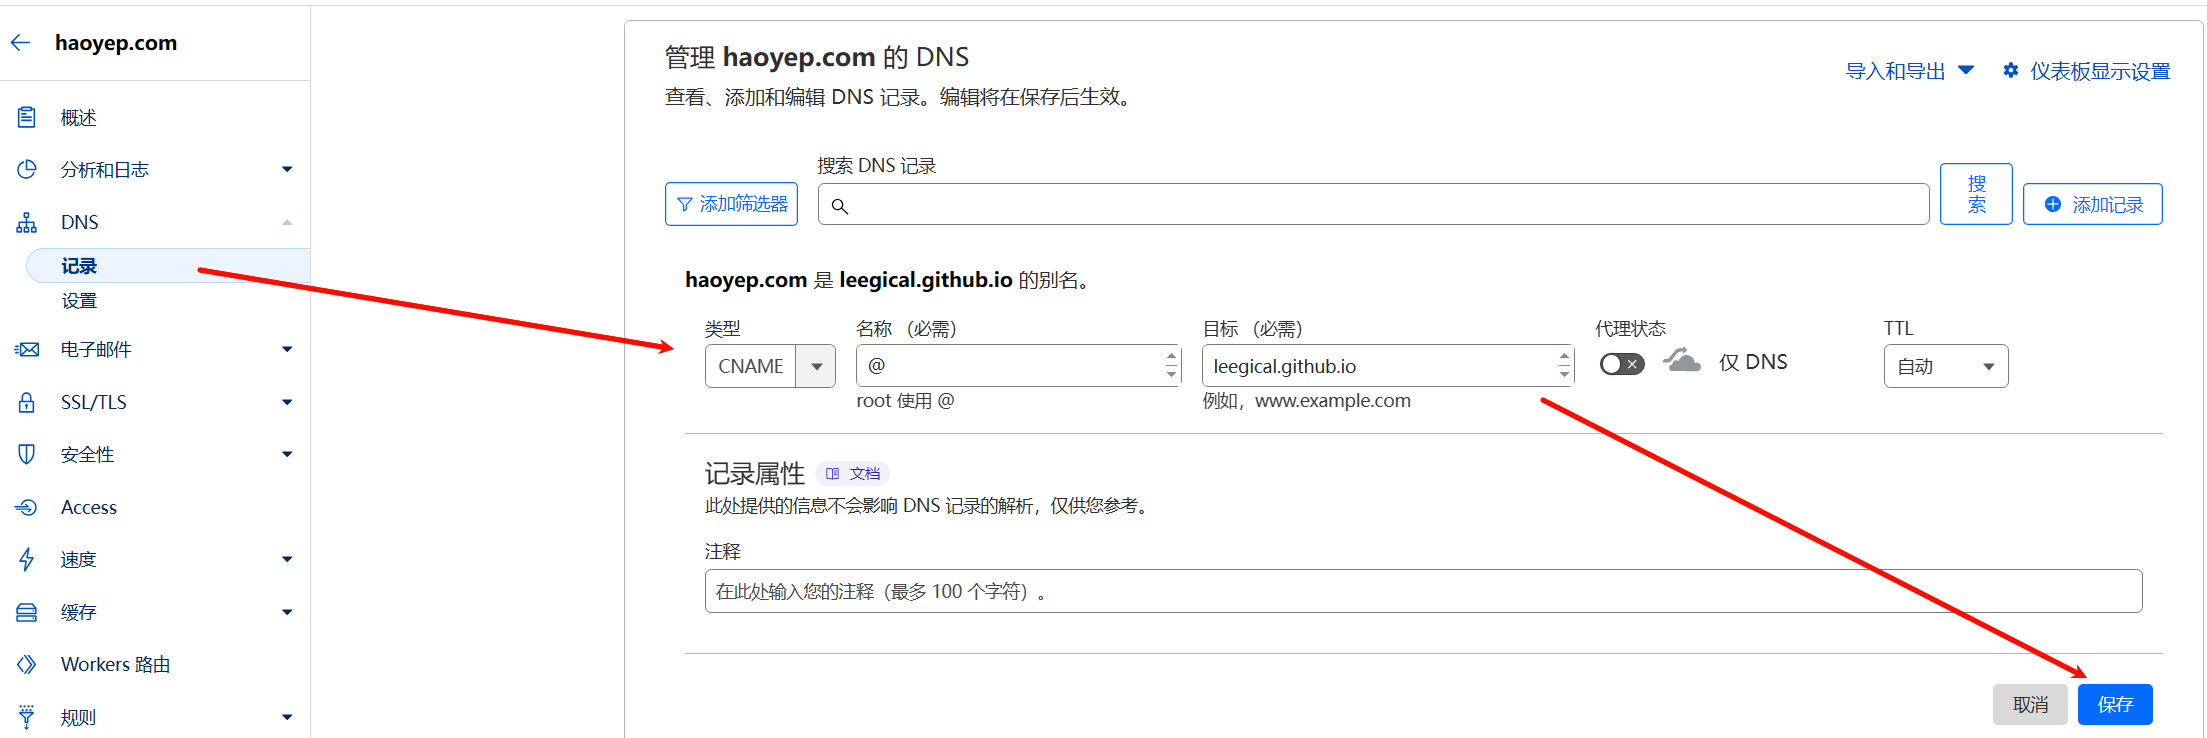 haoyep.com
概述
分析和日志
DNS
记录
设置
电子邮件
SSL/TLS
安全性
Access
速度
缓存
Workers 路由
规则
管理 haoyep.com 的 DNS
查看、添加和编辑 DNS 记录。编辑将在保存后生效。
导入和导出
仪表板显示设置
添加筛选器
搜索 DNS 记录
搜
索
添加记录
haoyep.com 是 leegical.github.io 的别名。
类型
名称 （必需）
目标 （必需）
代理状态
TTL
CNAME
@
leegical.github.io
仅 DNS
自动
root 使用 @
例如，www.example.com
记录属性
文档
此处提供的信息不会影响 DNS 记录的解析，仅供您参考。
注释
在此处输入您的注释（最多 100 个字符）。
取消
保存